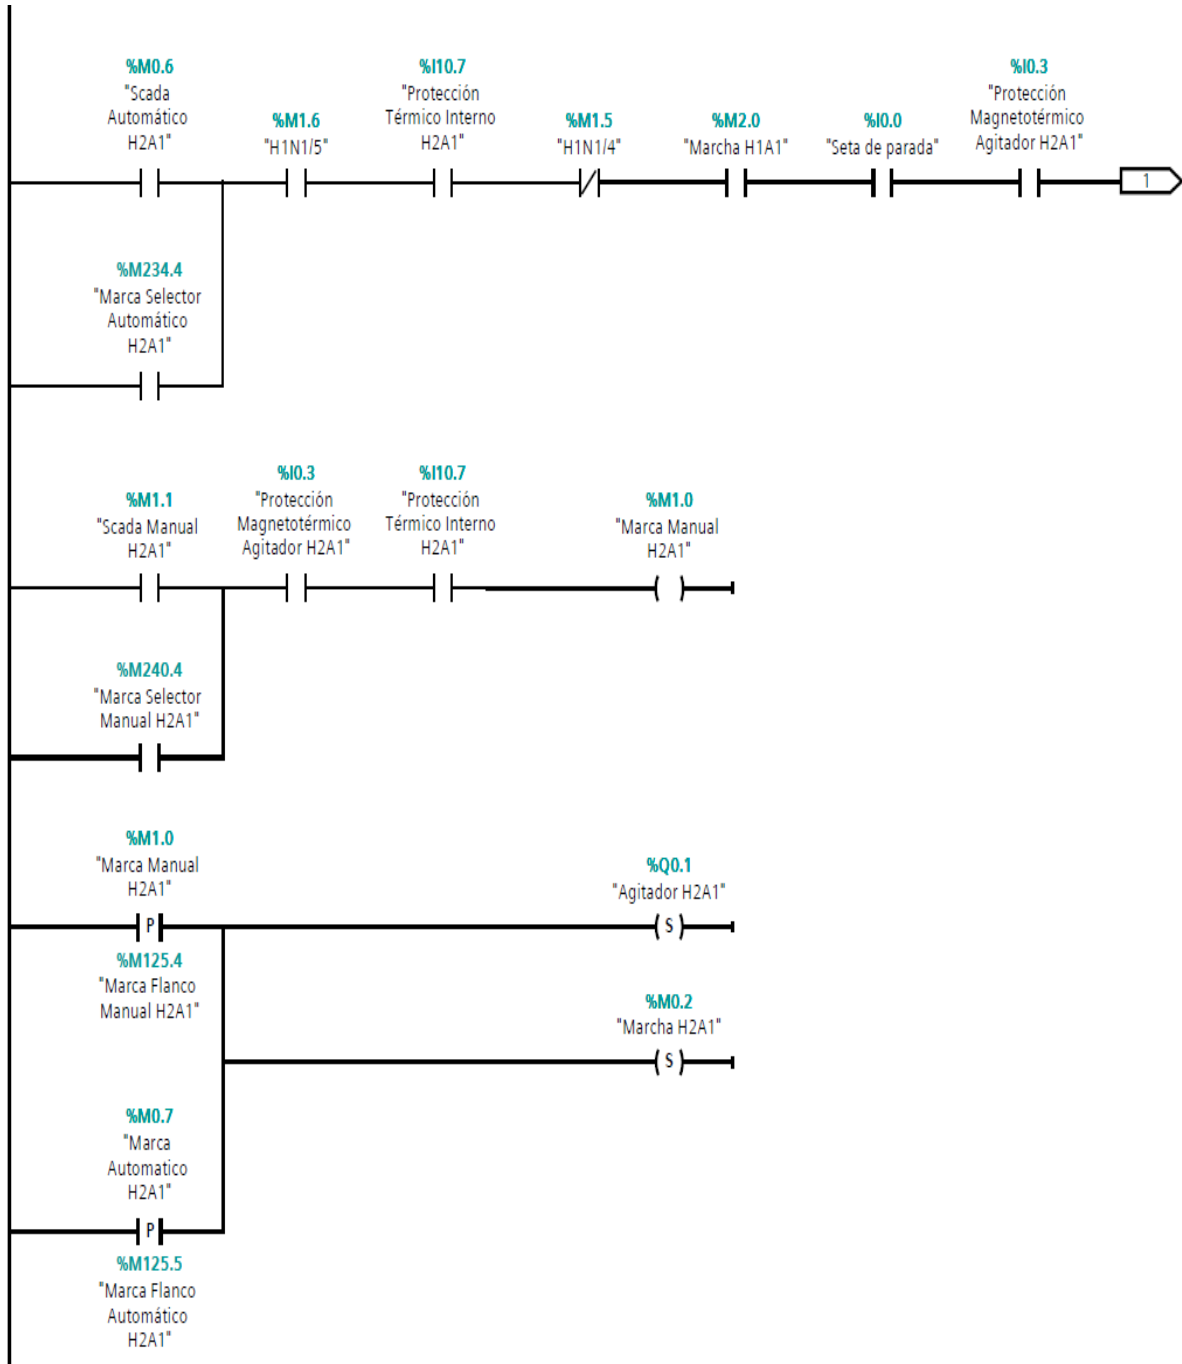 %M0.6
"Scada
Automático
H2A1"
%M1.6
"H1N1/5"
%I10.7
"Protección
Térmico Interno
H2A1"
%M1.5
"H1N1/4"
%M2.0
"Marcha H1A1"
%I0.0
"Seta de parada"
%I0.3
"Protección
Magnetotérmico
Agitador H2A1"
1
%M234.4
"Marca Selector
Automático
H2A1"
%M1.1
"Scada Manual
H2A1"
%I0.3
"Protección
Magnetotérmico
Agitador H2A1"
%I10.7
"Protección
Térmico Interno
H2A1"
%M1.0
"Marca Manual
H2A1"
%M240.4
"Marca Selector
Manual H2A1"
%M1.0
"Marca Manual
H2A1"
P
%M125.4
"Marca Flanco
Manual H2A1"
%Q0.1
"Agitador H2A1"
S
%M0.2
"Marcha H2A1"
S
%M0.7
"Marca
Automatico
H2A1"
P
%M125.5
"Marca Flanco
Automático
H2A1"